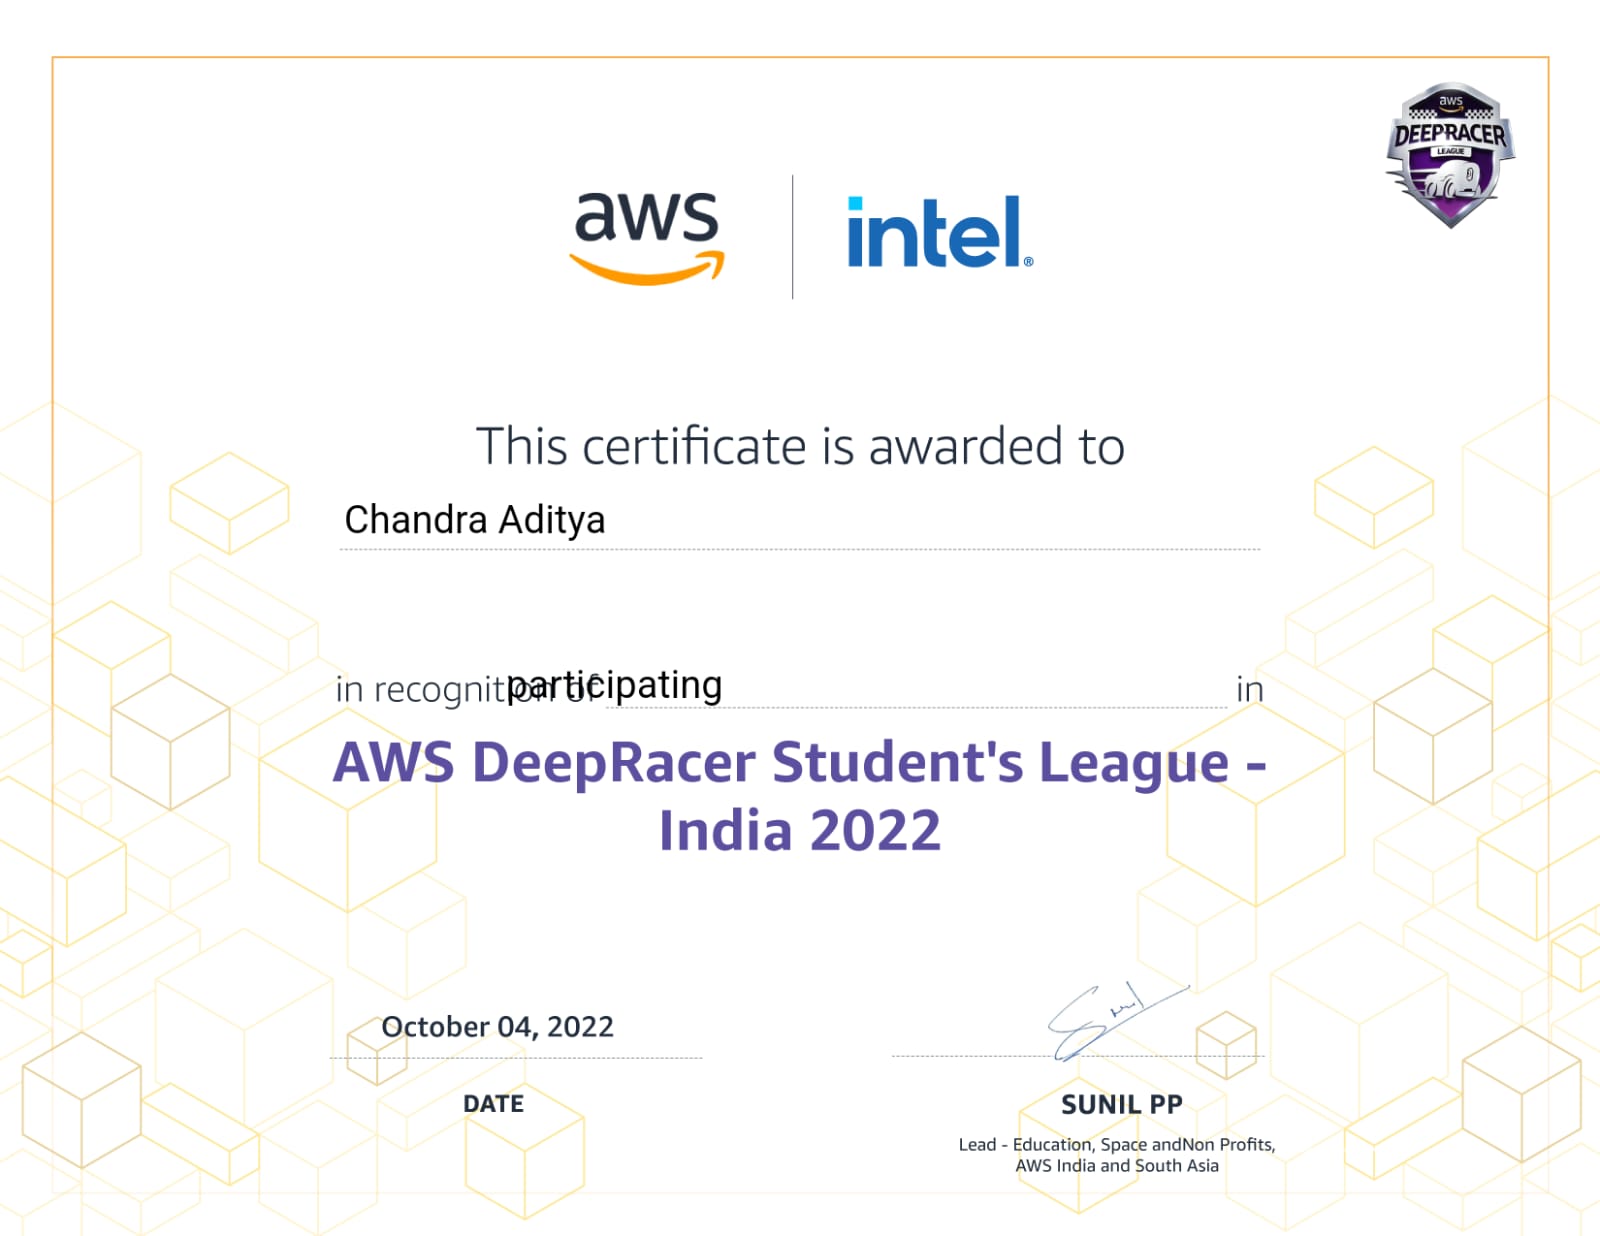 aws
DEEPRACER
LEAGUE
aws
intel®
This certificate is awarded to
Chandra Aditya
in recognition of participating in
AWS DeepRacer Student's League -
India 2022
October 04, 2022
Sunil
DATE
SUNIL PP
Lead - Education, Space andNon Profits,
AWS India and South Asia